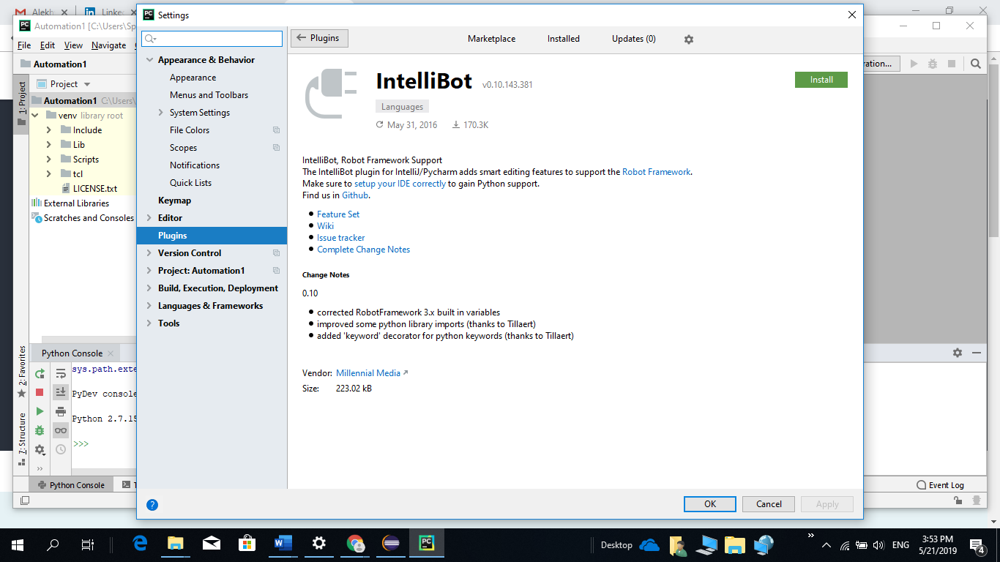 Alekh
Linked
Settings
PC
Automation1 [C:\Users\Sp
File Edit View Navigate
Automation1
ration...
1: Project
Project
Automation1 C:\Users\
venv library root
Include
Lib
Scripts
tcl
LICENSE.txt
External Libraries
Scratches and Consoles
2: Favorites
7: Structure
Python Console
sys.path.exte
PyDev console
Python 2.7.15
>>>
Python Console
Event Log
Appearance & Behavior
Appearance
Menus and Toolbars
System Settings
File Colors
Scopes
Notifications
Quick Lists
Keymap
Editor
Plugins
Version Control
Project: Automation1
Build, Execution, Deployment
Languages & Frameworks
Tools
Plugins
Marketplace
Installed
Updates (0)
IntelliBot v0.10.143.381
Install
Languages
May 31, 2016 170.3K
IntelliBot, Robot Framework Support
The IntelliBot plugin for IntelliJ/Pycharm adds smart editing features to support the Robot Framework.
Make sure to setup your IDE correctly to gain Python support.
Find us in Github.
Feature Set
Wiki
Issue tracker
Complete Change Notes
Change Notes
0.10
corrected RobotFramework 3.x built in variables
improved some python library imports (thanks to Tillaert)
added 'keyword' decorator for python keywords (thanks to Tillaert)
Vendor: Millennial Media
Size: 223.02 kB
?
OK
Cancel
Apply
Desktop
ENG
3:53 PM
5/21/2019
4